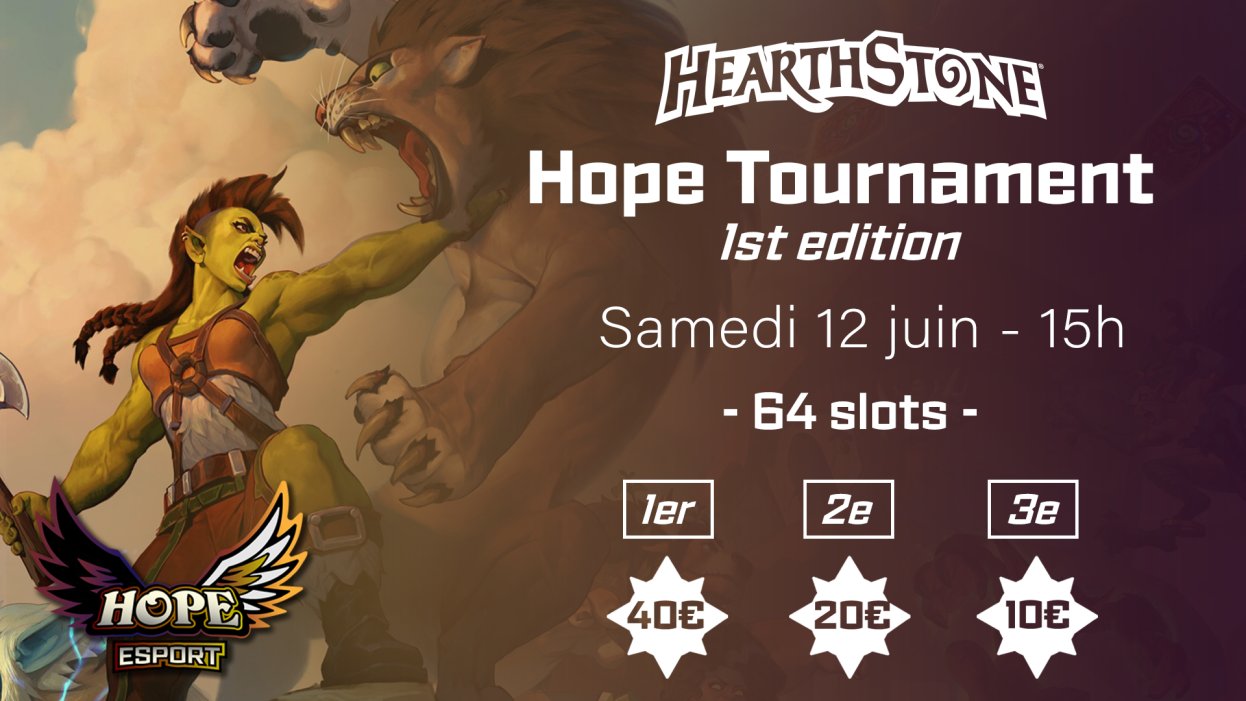 HEARTHSTONE®
Hope Tournament
1st edition
Samedi 12 juin - 15h
- 64 slots -
1er 2e 3e
40€ 20€ 10€
HOPE
ESPORT